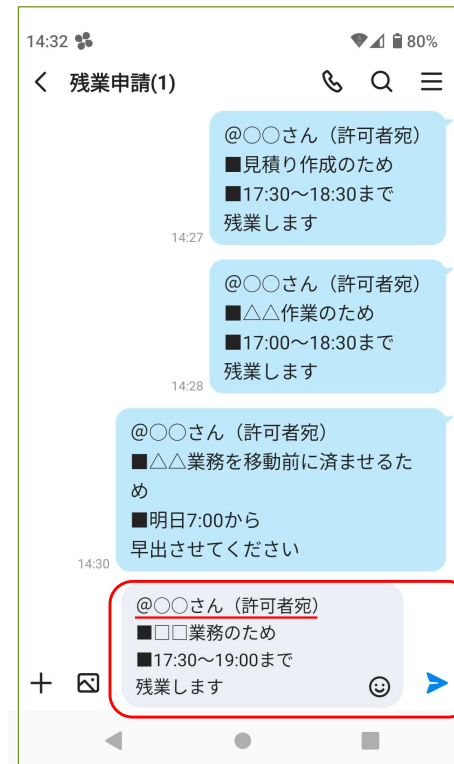 14:32
80%
残業申請(1)
@○○さん（許可者宛）
■見積り作成のため
■17:30～18:30まで
残業します
14:27
@○○さん（許可者宛）
■△△作業のため
■17:00～18:30まで
残業します
14:28
@○○さん（許可者宛）
■△△業務を移動前に済ませるた
め
■明日7:00から
早出させてください
14:30
@○○さん（許可者宛）
■□□業務のため
■17:30～19:00まで
残業します